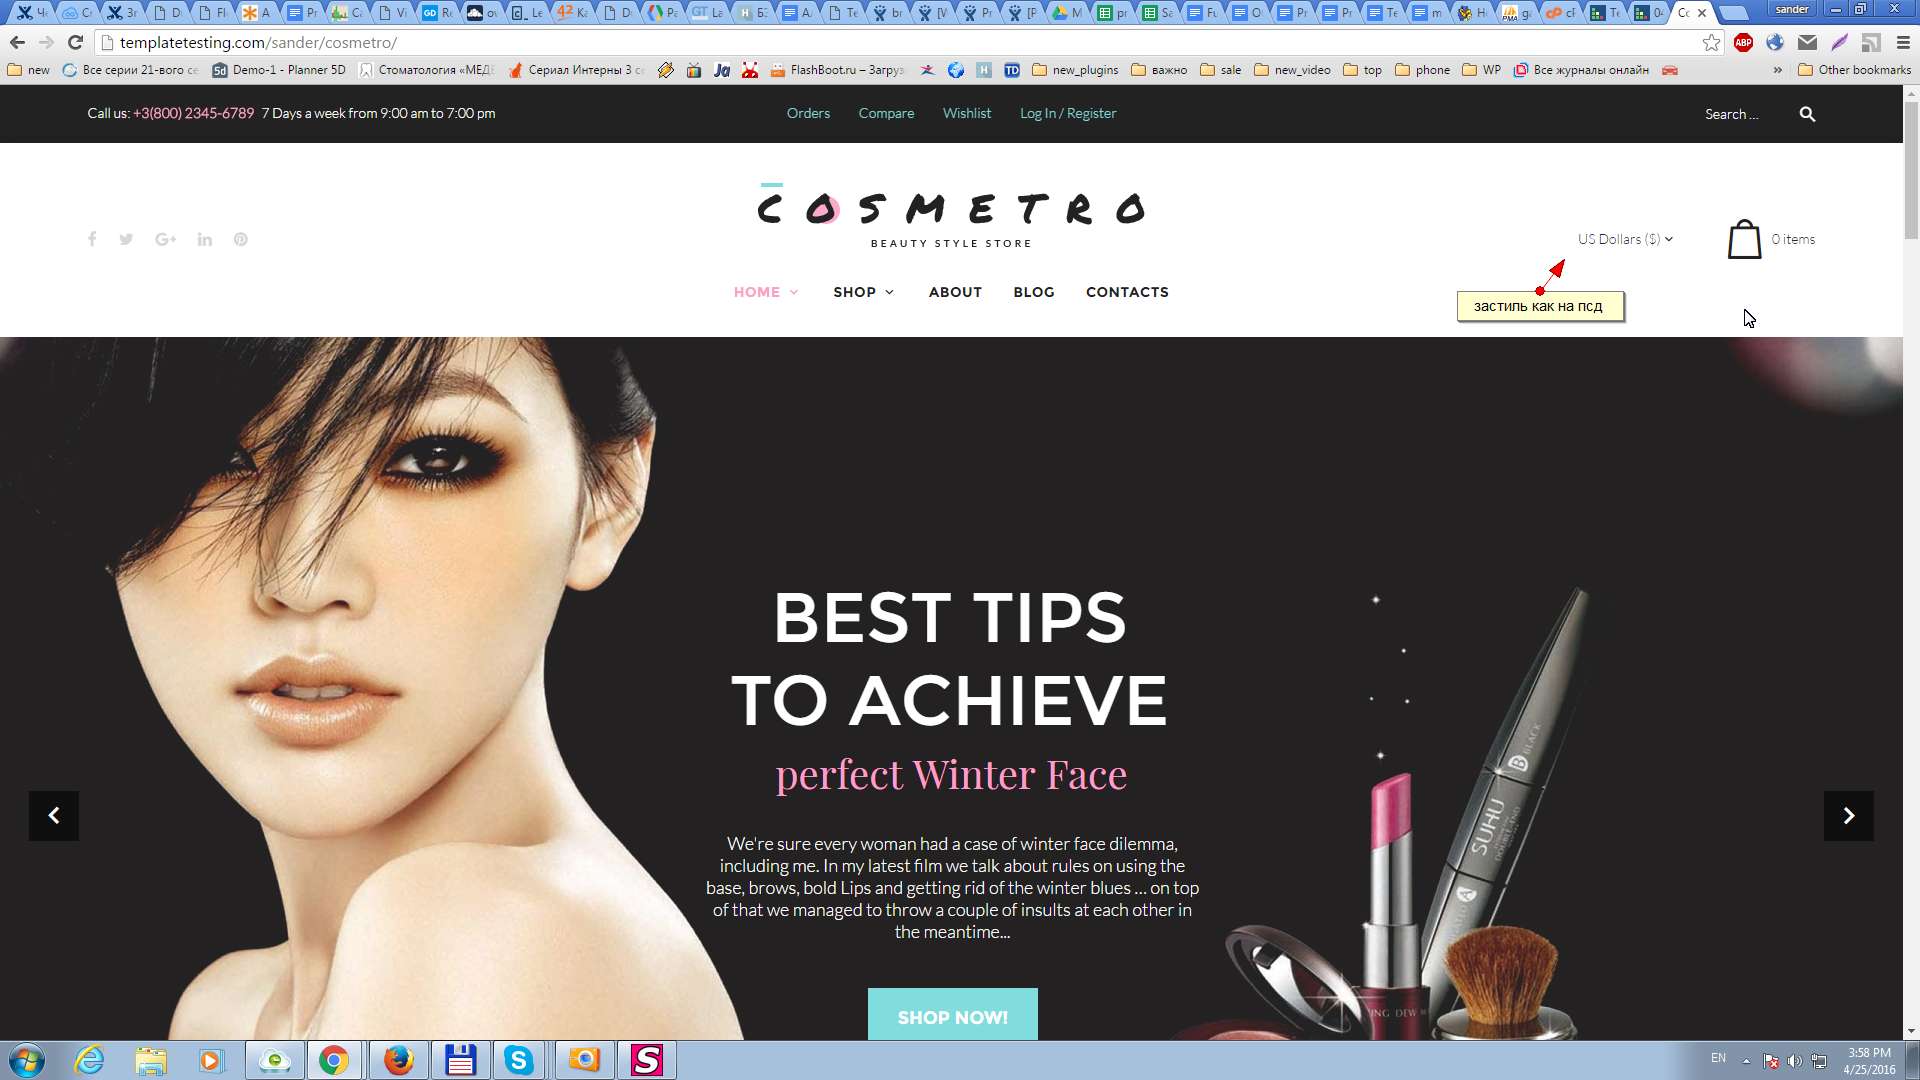 sander
templatetesting.com/sander/cosmetro/
ABP
new
Все серии 21-вого се
Demo-1 - Planner 5D
Стоматология «МЕДЕ
Сериал Интерны 3 се
FlashBoot.ru – Загруз
new_plugins
важно
sale
new_video
top
phone
WP
Все журналы онлайн
»
Other bookmarks
Call us: +3(800) 2345-6789 7 Days a week from 9:00 am to 7:00 pm
Orders
Compare
Wishlist
Log In / Register
Search ...
COSMETRO
BEAUTY STYLE STORE
US Dollars ($)
0 items
HOME
SHOP
ABOUT
BLOG
CONTACTS
застиль как на псд
BEST TIPS
TO ACHIEVE
perfect Winter Face
We're sure every woman had a case of winter face dilemma,
including me. In my latest film we talk about rules on using the
base, brows, bold Lips and getting rid of the winter blues ... on top
of that we managed to throw a couple of insults at each other in
the meantime...
SHOP NOW!
BLACK
SUHU
EN
3:58 PM
4/25/2016